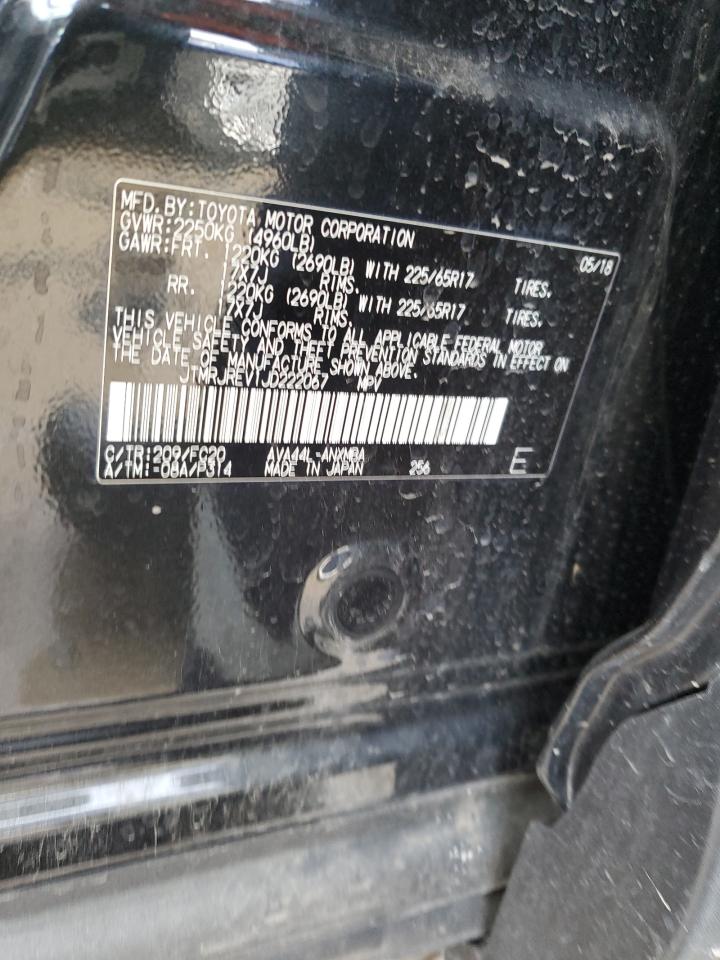 MFD. BY: TOYOTA MOTOR CORPORATION 05/18
GVWR: 2250KG (4960LB)
GAWR: FRT. 1220KG (2690LB) WITH 225/65R17 TIRES.
17X7J RIMS.
RR. 1220KG (2690LB) WITH 225/65R17 TIRES.
17X7J RIMS.
THIS VEHICLE CONFORMS TO ALL APPLICABLE FEDERAL MOTOR
VEHICLE SAFETY AND THEFT PREVENTION STANDARDS IN EFFECT ON
THE DATE OF MANUFACTURE SHOWN ABOVE.
JTMRJREV1JD222067 MPV
C/TR: 209/FC20 AVA44L-ANXMBA
A/TM: -08A/P314 MADE IN JAPAN 256 E